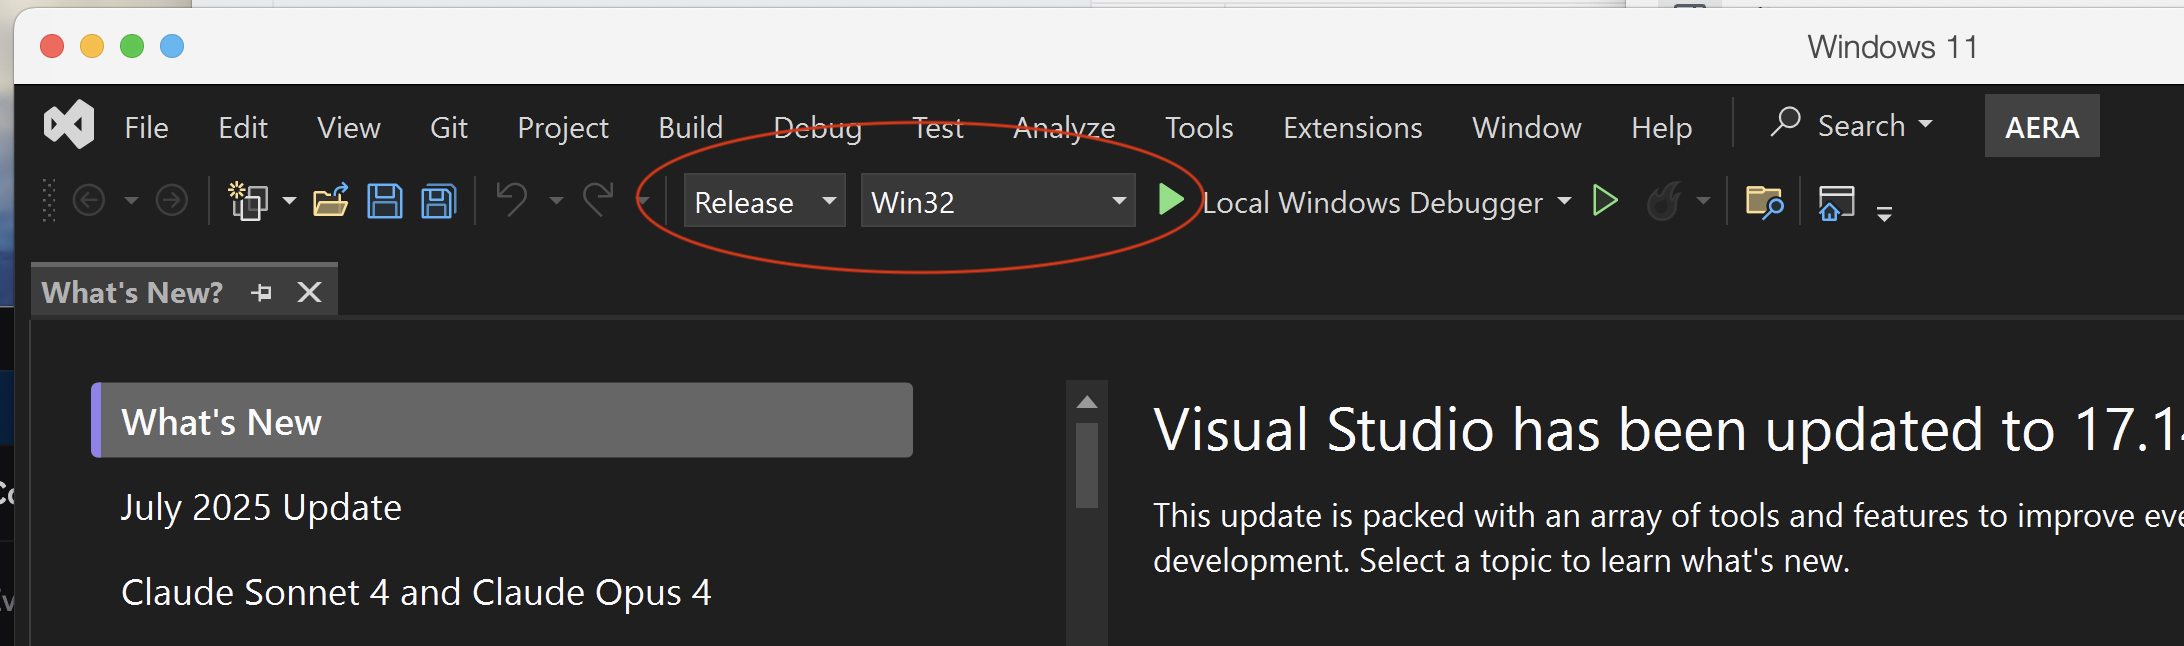 Windows 11
File Edit View Git Project Build Debug Test Analyze Tools Extensions Window Help Search AERA
Release Win32 Local Windows Debugger
What's New?
What's New
July 2025 Update
Claude Sonnet 4 and Claude Opus 4
Visual Studio has been updated to 17.14
This update is packed with an array of tools and features to improve eve
development. Select a topic to learn what's new.